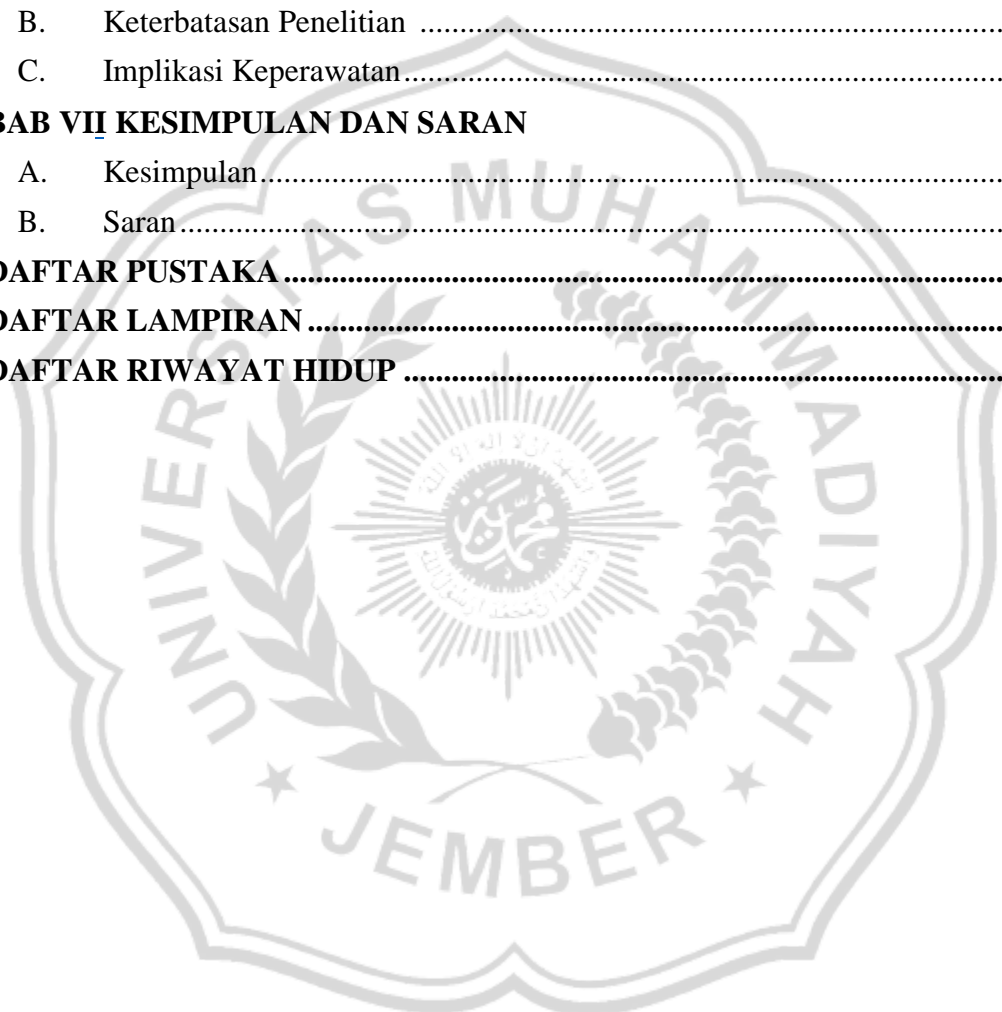 B. Keterbatasan Penelitian ..........................................................................
C. Implikasi Keperawatan............................................................................
BAB VII KESIMPULAN DAN SARAN
A. Kesimpulan..............................................................................................
B. Saran........................................................................................................
DAFTAR PUSTAKA ..........................................................................................
DAFTAR LAMPIRAN .......................................................................................
DAFTAR RIWAYAT HIDUP ...........................................................................
UNIVERSITAS MUHAMMADIYAH
JEMBER